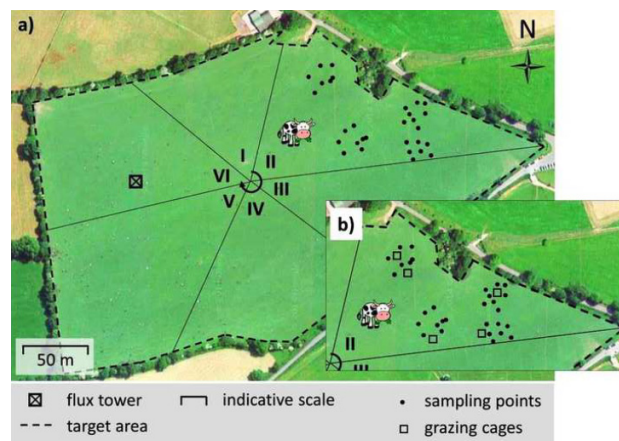 a)
N
I
II
VI
III
V
IV
b)
II
III
50 m
flux tower
indicative scale
sampling points
target area
grazing cages